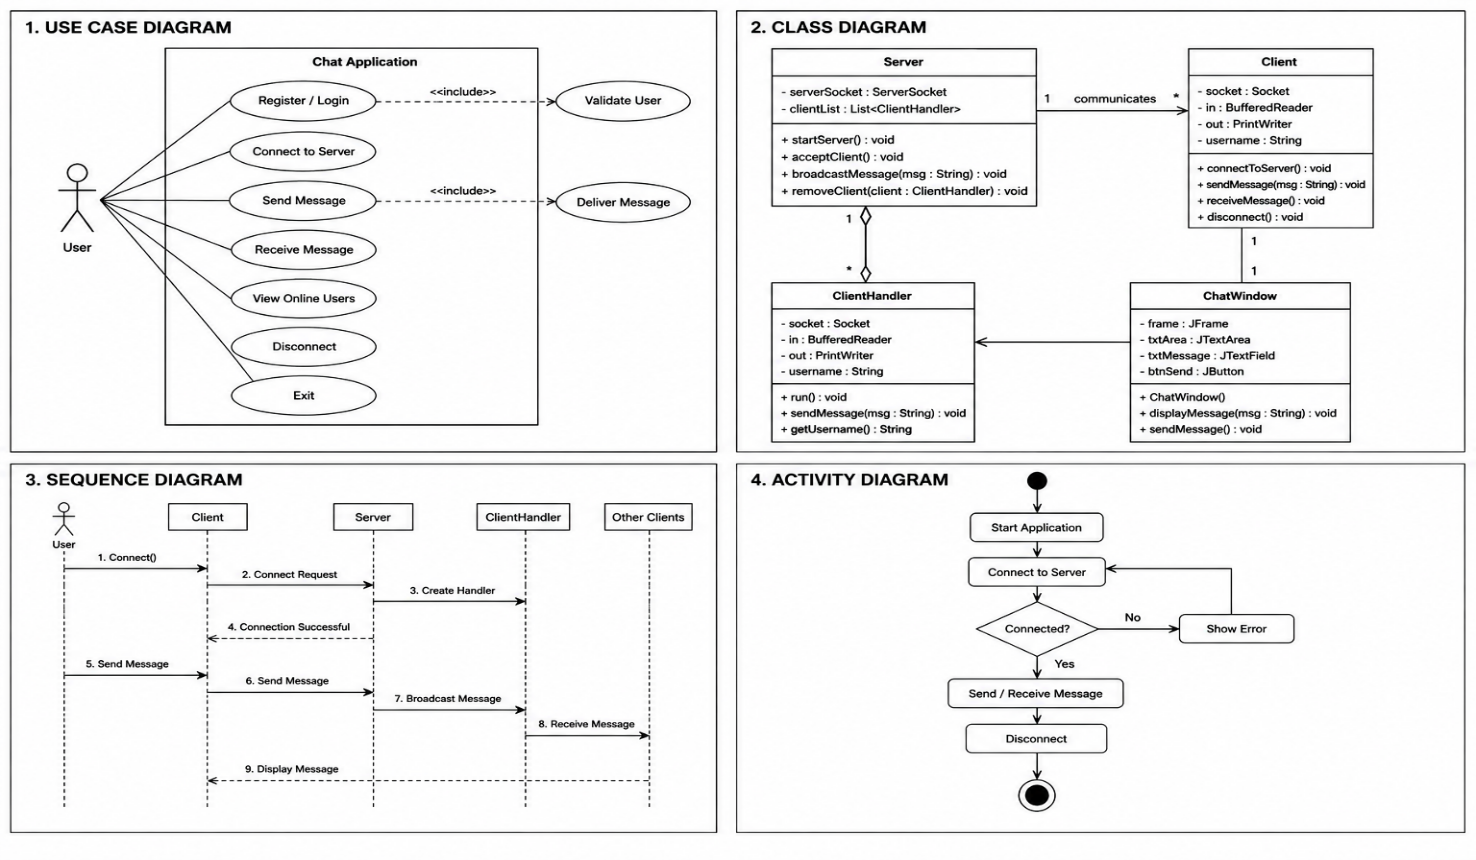 1. USE CASE DIAGRAM
Chat Application
User
Register / Login
<<include>>
Validate User
Connect to Server
Send Message
<<include>>
Deliver Message
Receive Message
View Online Users
Disconnect
Exit
2. CLASS DIAGRAM
Server
- serverSocket : ServerSocket
- clientList : List<ClientHandler>
+ startServer() : void
+ acceptClient() : void
+ broadcastMessage(msg : String) : void
+ removeClient(client : ClientHandler) : void
1 communicates *
Client
- socket : Socket
- in : BufferedReader
- out : PrintWriter
- username : String
+ connectToServer() : void
+ sendMessage(msg : String) : void
+ receiveMessage() : void
+ disconnect() : void
1
*
1
1
ClientHandler
- socket : Socket
- in : BufferedReader
- out : PrintWriter
- username : String
+ run() : void
+ sendMessage(msg : String) : void
+ getUsername() : String
ChatWindow
- frame : JFrame
- txtArea : JTextArea
- txtMessage : JTextField
- btnSend : JButton
+ ChatWindow()
+ displayMessage(msg : String) : void
+ sendMessage() : void
3. SEQUENCE DIAGRAM
User
Client
Server
ClientHandler
Other Clients
1. Connect()
2. Connect Request
3. Create Handler
4. Connection Successful
5. Send Message
6. Send Message
7. Broadcast Message
8. Receive Message
9. Display Message
4. ACTIVITY DIAGRAM
Start Application
Connect to Server
Connected?
No
Show Error
Yes
Send / Receive Message
Disconnect